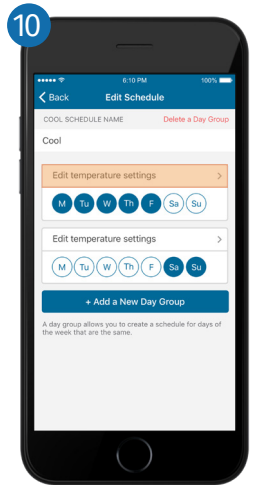 10
6:10 PM 100%
Back Edit Schedule
COOL SCHEDULE NAME Delete a Day Group
Cool
Edit temperature settings
M Tu W Th F Sa Su
Edit temperature settings
M Tu W Th F Sa Su
+ Add a New Day Group
A day group allows you to create a schedule for days of
the week that are the same.